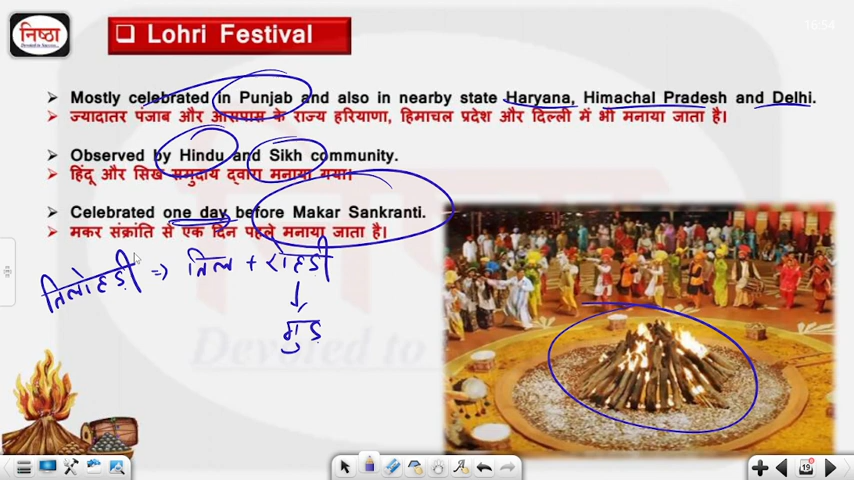 16:54
निष्ठा
Lohri Festival
Mostly celebrated in Punjab and also in nearby state Haryana, Himachal Pradesh and Delhi.
ज्यादातर पंजाब और आसपास के राज्य हरियाणा, हिमाचल प्रदेश और दिल्ली में भी मनाया जाता है।
Observed by Hindu and Sikh community.
हिंदू और सिख समुदाय द्वारा मनाया गया।
Celebrated one day before Makar Sankranti.
मकर संक्रांति से एक दिन पहले मनाया जाता है।
तिलोहड़ी => तिल + रोहड़ी
↓
गुड़
19